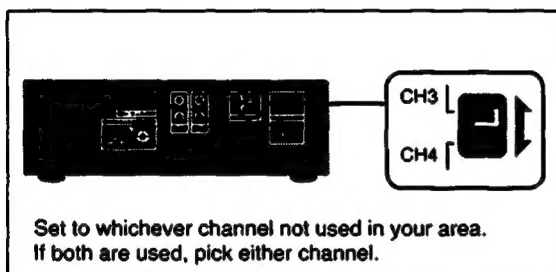 CH3
CH4
Set to whichever channel not used in your area.
If both are used, pick either channel.